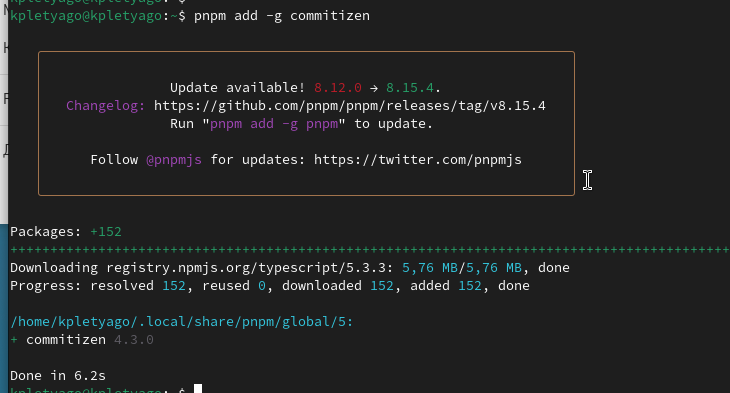 kpletyago@kpletyago:~$ pnpm add -g commitizen
Update available! 8.12.0 → 8.15.4.
Changelog: https://github.com/pnpm/pnpm/releases/tag/v8.15.4
Run "pnpm add -g pnpm" to update.
Follow @pnpmjs for updates: https://twitter.com/pnpmjs
Packages: +152
++++++++++++++++++++++++++++++++++++++++++++++++++++++++++++++++++++++++++++++++++++++++++
Downloading registry.npmjs.org/typescript/5.3.3: 5,76 MB/5,76 MB, done
Progress: resolved 152, reused 0, downloaded 152, added 152, done
/home/kpletyago/.local/share/pnpm/global/5:
+ commitizen 4.3.0
Done in 6.2s
kpletyago@kpletyago:~$